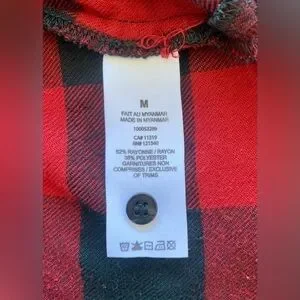 M
FAIT AU MYANMAR
MADE IN MYANMAR
100052289
CA# 11319
RN# 131540
62% RAYONNE / RAYON
38% POLYESTER
GARNITURES NON
COMPRISES / EXCLUSIVE
OF TRIMS